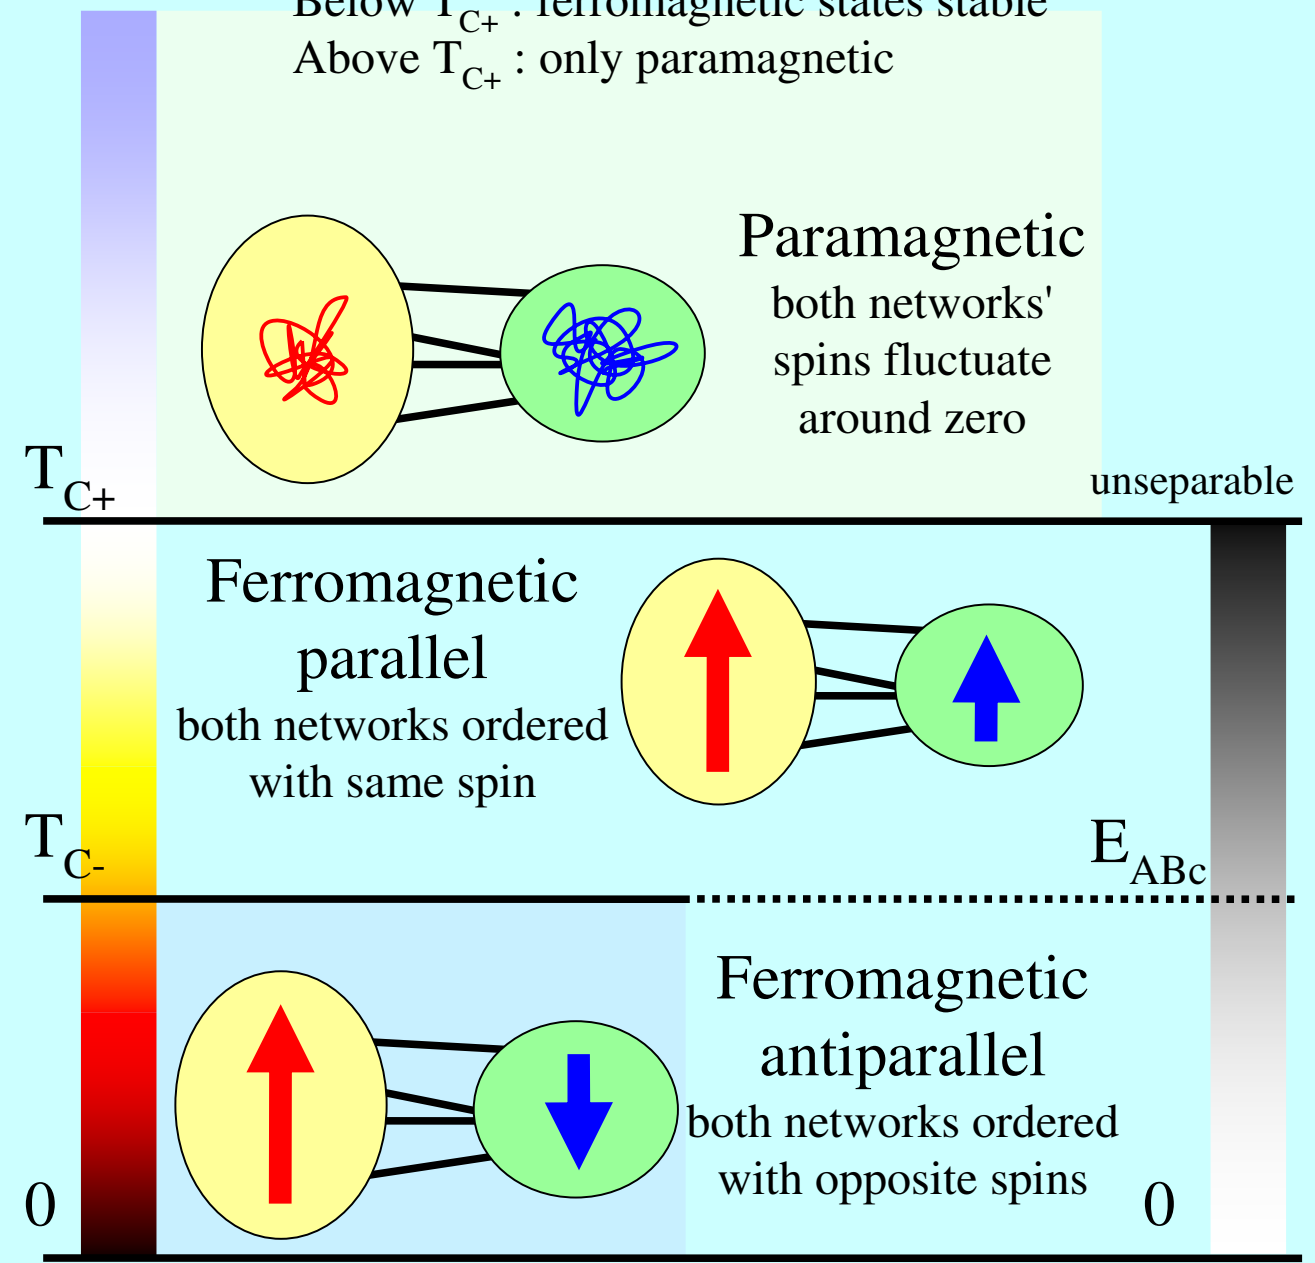 Below T_C+ : ferromagnetic states stable
Above T_C+ : only paramagnetic
Paramagnetic
both networks'
spins fluctuate
around zero
T_C+
unseparable
Ferromagnetic
parallel
both networks ordered
with same spin
T_C-
E_ABc
Ferromagnetic
antiparallel
both networks ordered
with opposite spins
0
0